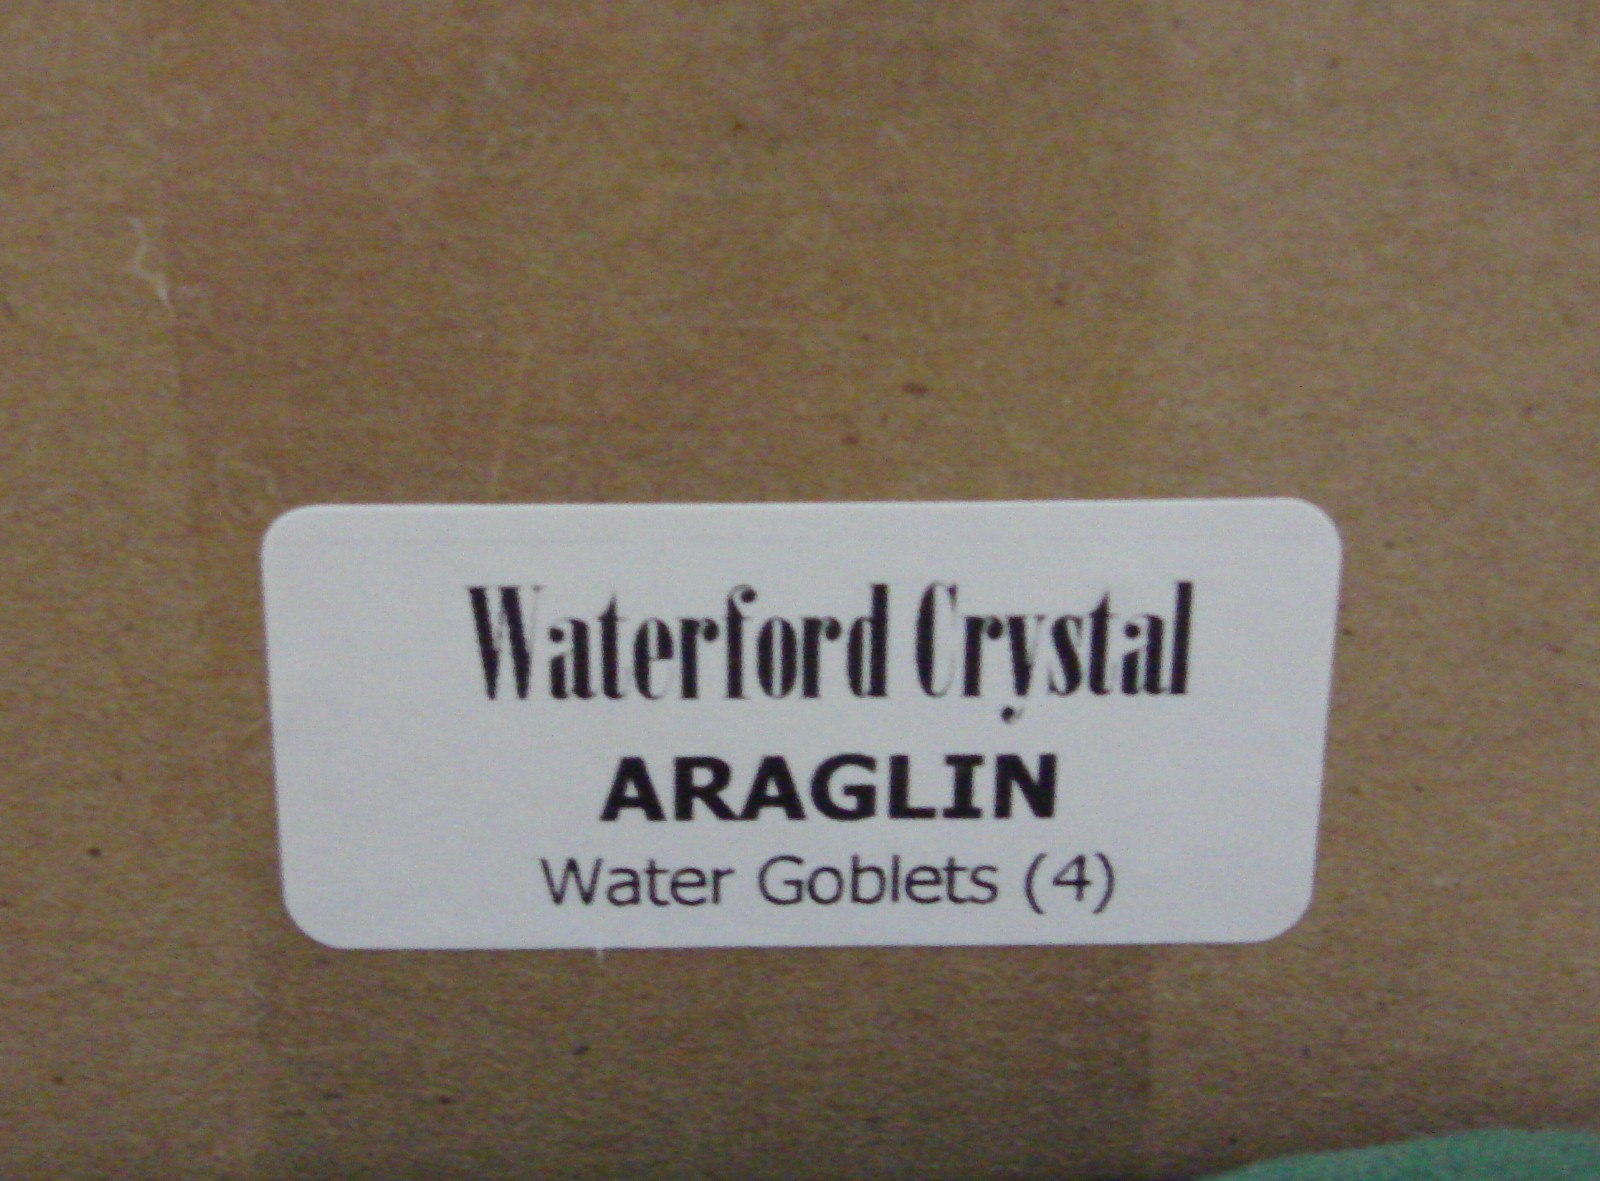 Waterford Crystal
ARAGLIN
Water Goblets (4)